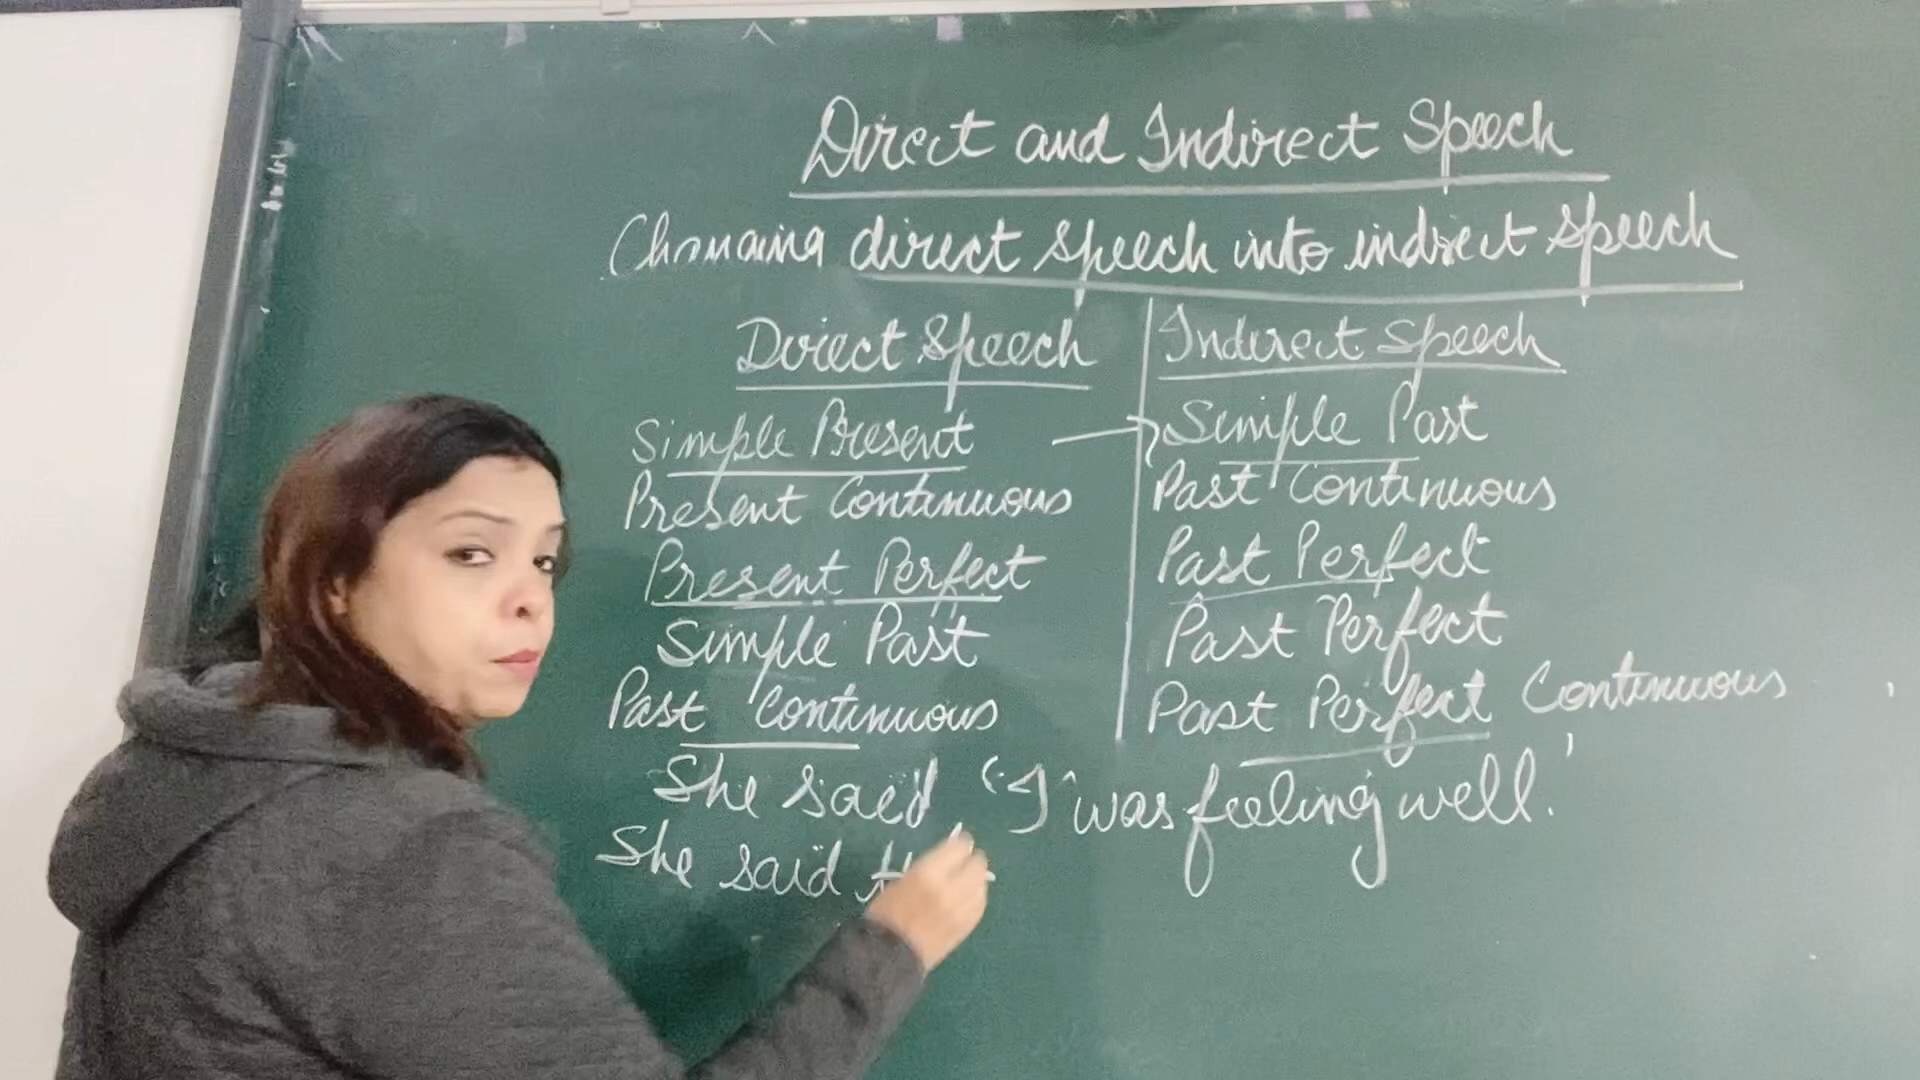 Direct and Indirect Speech
Changing direct speech into indirect speech
Direct Speech Indirect Speech
Simple Present Simple Past
Present Continuous Past Continuous
Present Perfect Past Perfect
Simple Past Past Perfect
Past Continuous Past Perfect Continuous
She said "I was feeling well.'
She said